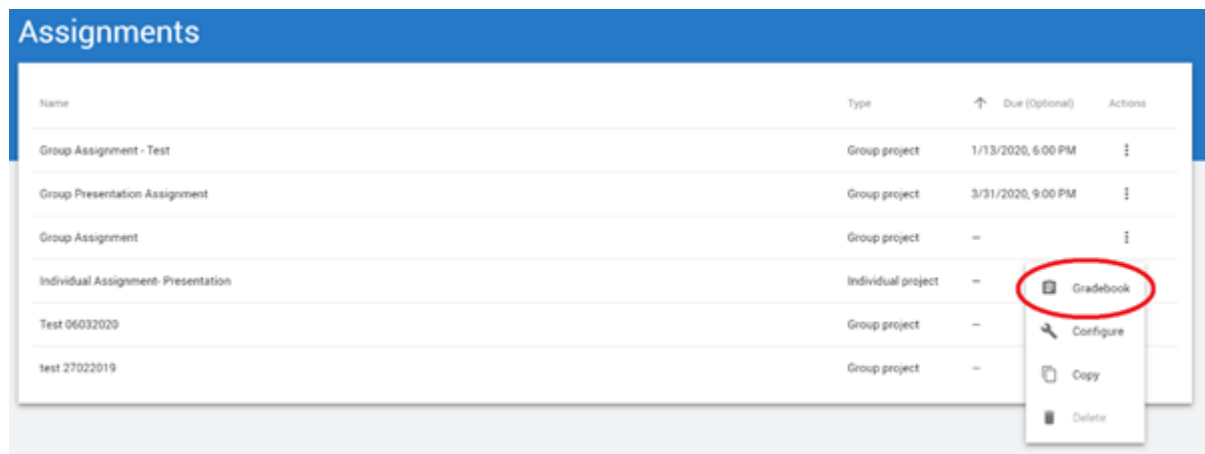 Assignments
Name Type Due (Optional) Actions
Group Assignment - Test Group project 1/13/2020, 6:00 PM
Group Presentation Assignment Group project 3/31/2020, 9:00 PM
Group Assignment Group project –
Individual Assignment- Presentation Individual project – Gradebook
Test 06032020 Group project – Configure
test 27022019 Group project – Copy
Delete